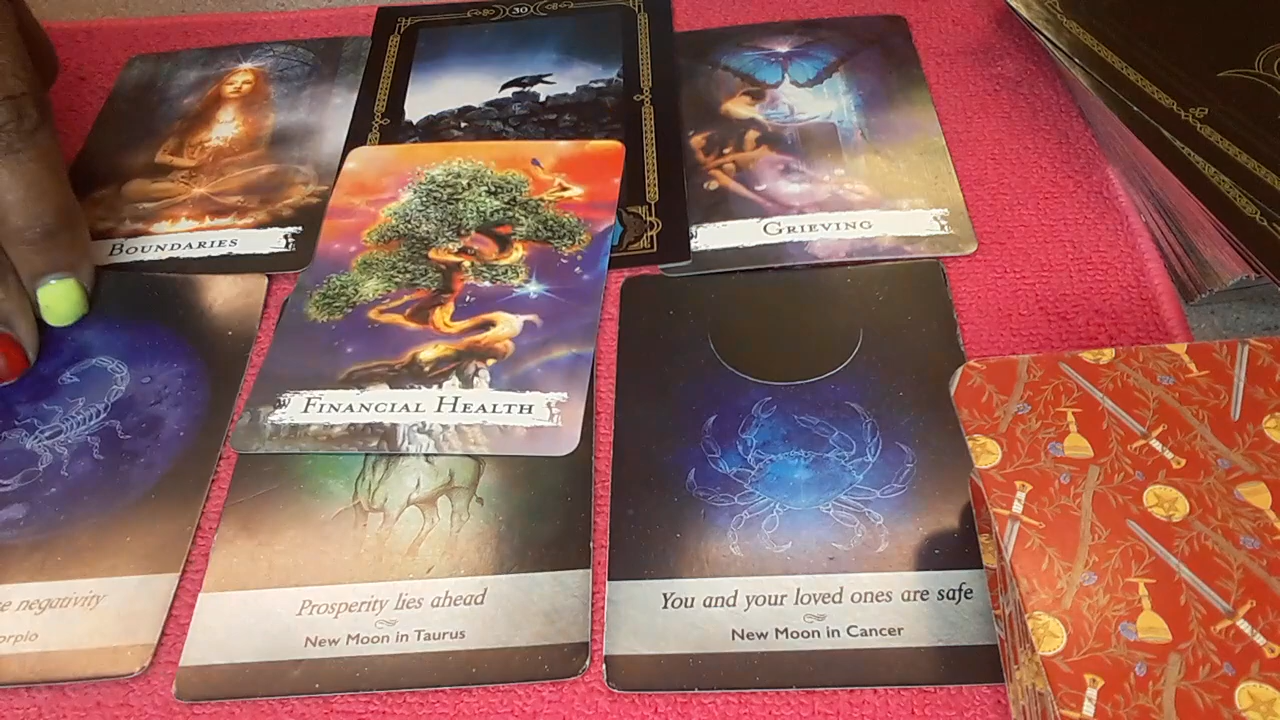 30
BOUNDARIES
GRIEVING
FINANCIAL HEALTH
negativity
Prosperity lies ahead
New Moon in Taurus
You and your loved ones are safe
New Moon in Cancer